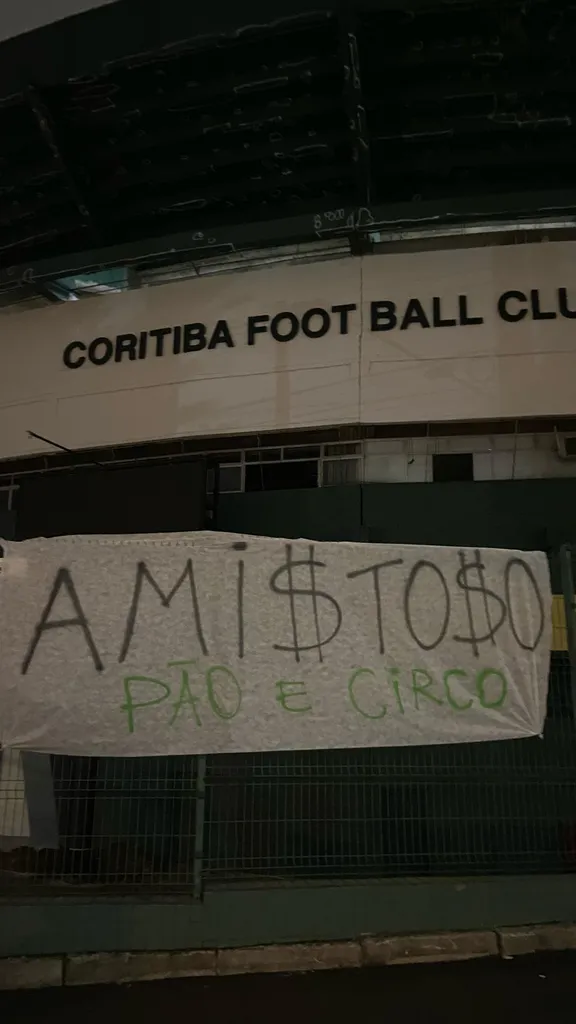 CORITIBA FOOT BALL CLU
AMi$TO$O
PÃO E CiRCO